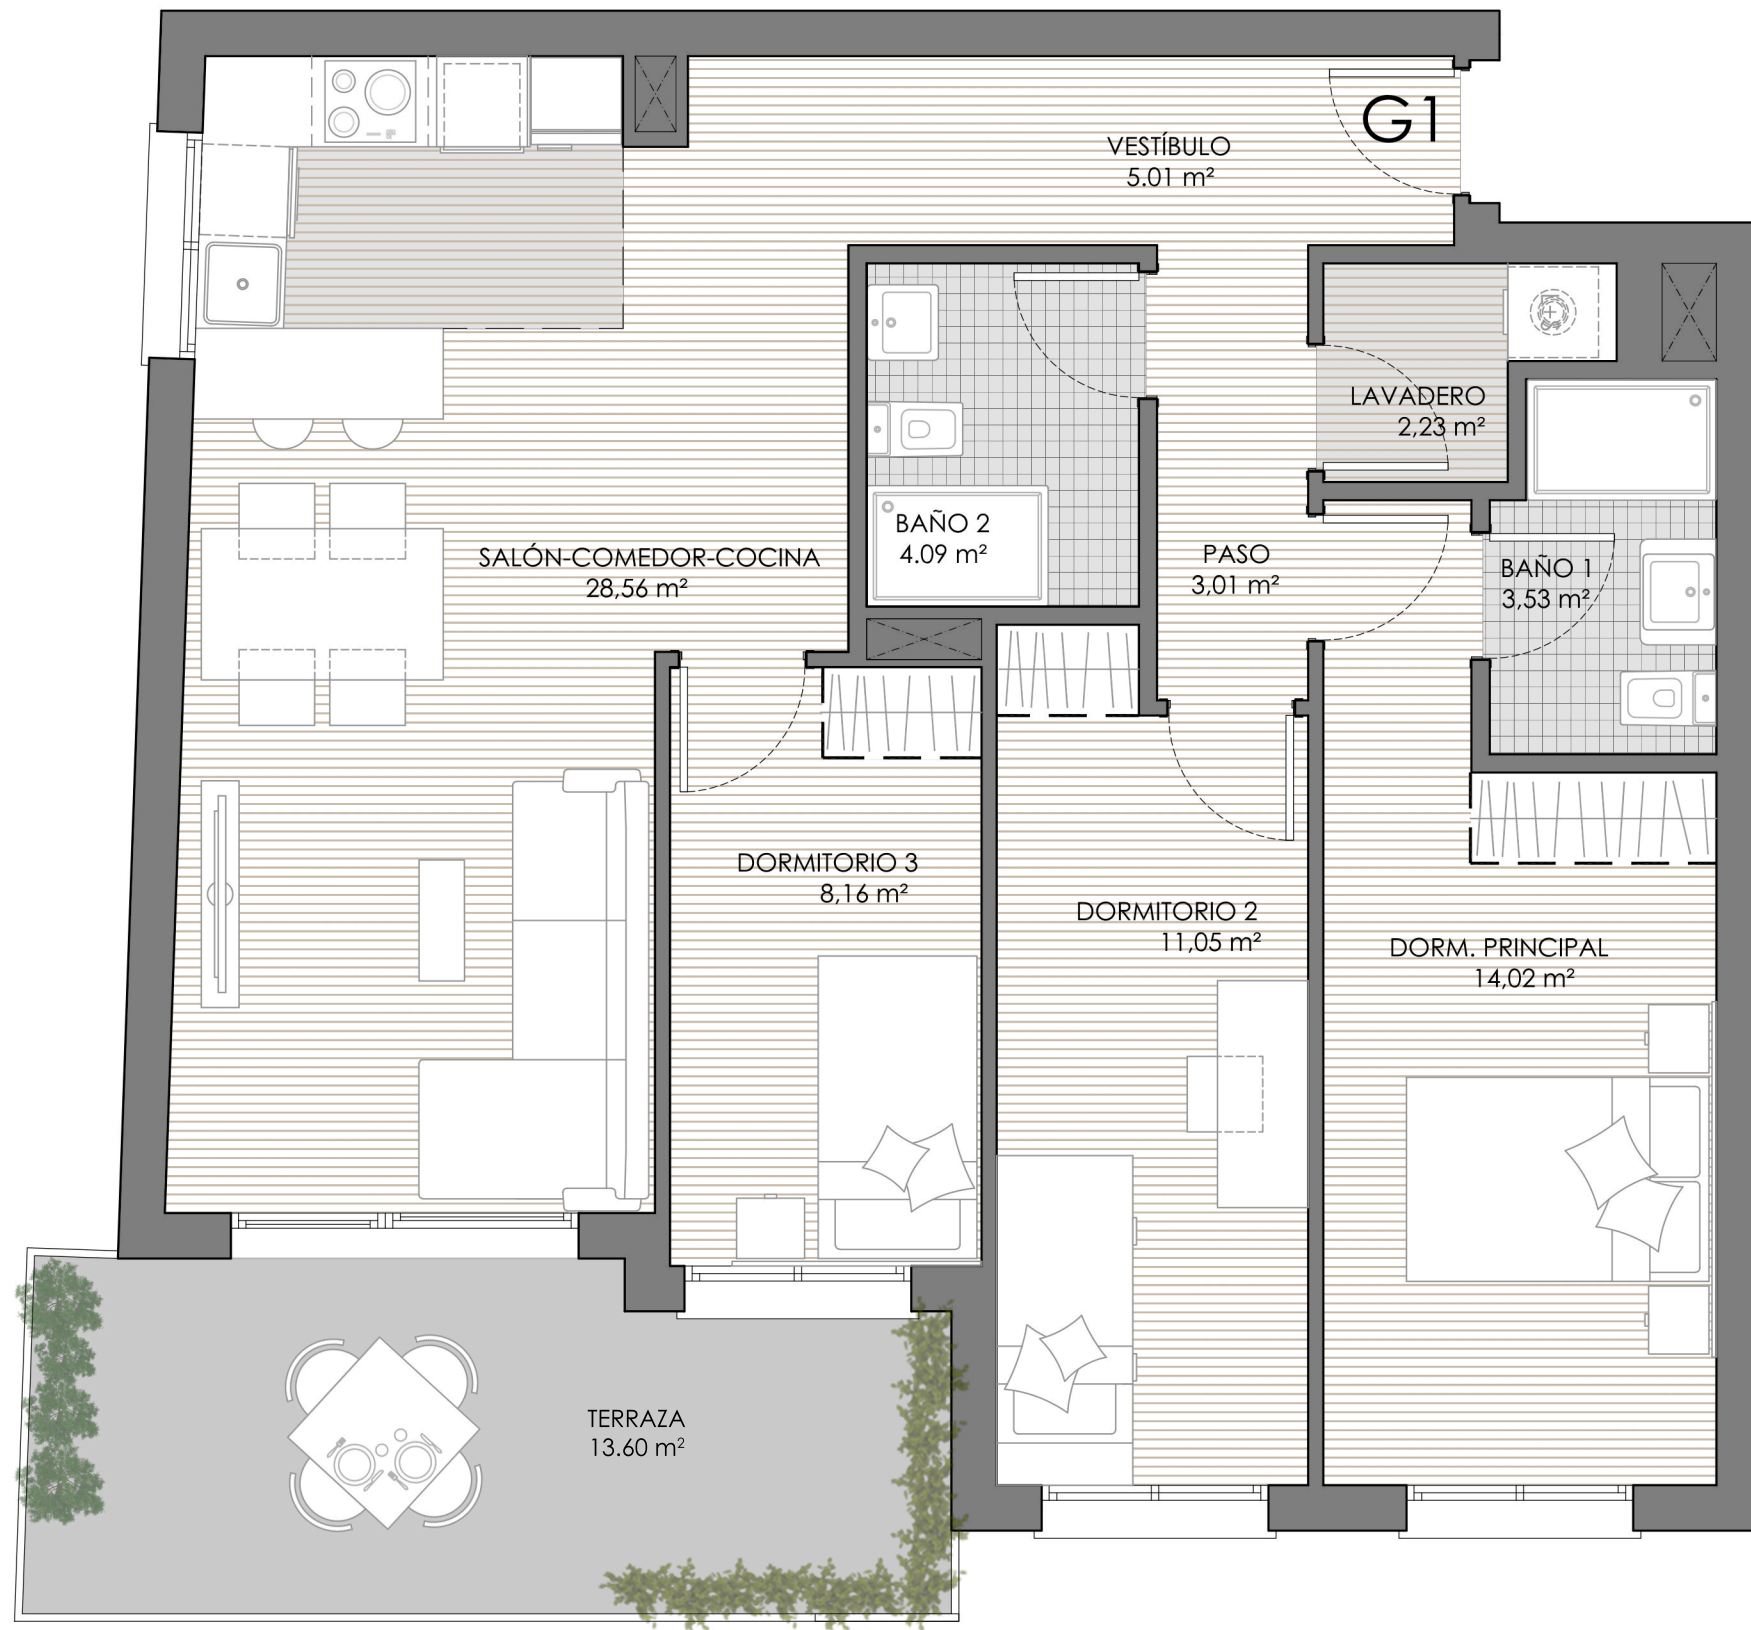 G1
VESTÍBULO
5.01 m²
LAVADERO
2,23 m²
BAÑO 2
4.09 m²
SALÓN-COMEDOR-COCINA
28,56 m²
PASO
3,01 m²
BAÑO 1
3,53 m²
DORMITORIO 3
8,16 m²
DORMITORIO 2
11,05 m²
DORM. PRINCIPAL
14,02 m²
TERRAZA
13.60 m²